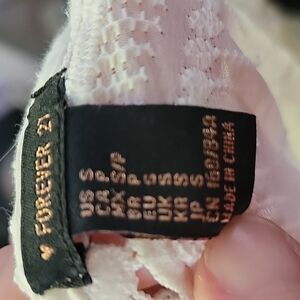 ♥ FOREVER 21
US S
CA P
MX S/P
BR P
EU S
UK S
KR S
JP S
CN 160/84A
MADE IN CHINA